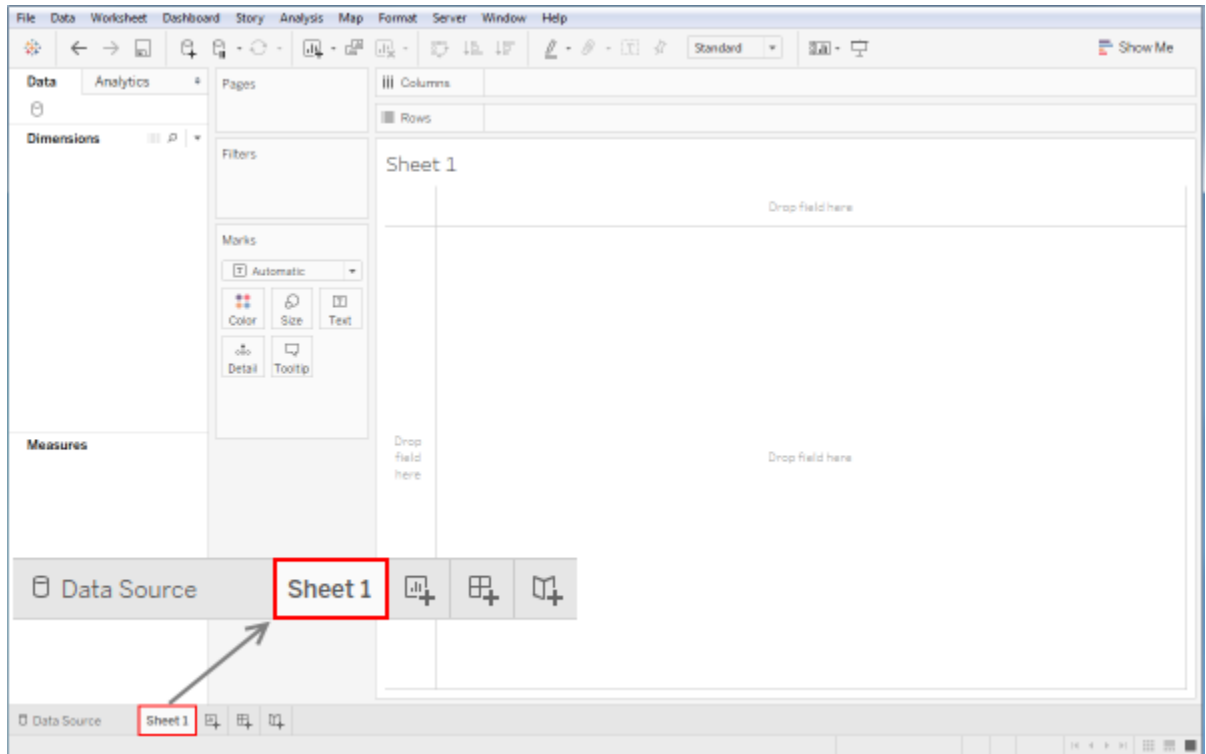 File Data Worksheet Dashboard Story Analysis Map Format Server Window Help
Standard
Show Me
Data Analytics
Pages
Columns
Rows
Dimensions
Filters
Sheet 1
Drop field here
Marks
Automatic
Color Size Text
Detail Tooltip
Measures
Drop
field
here
Drop field here
Data Source Sheet 1
Data Source Sheet 1